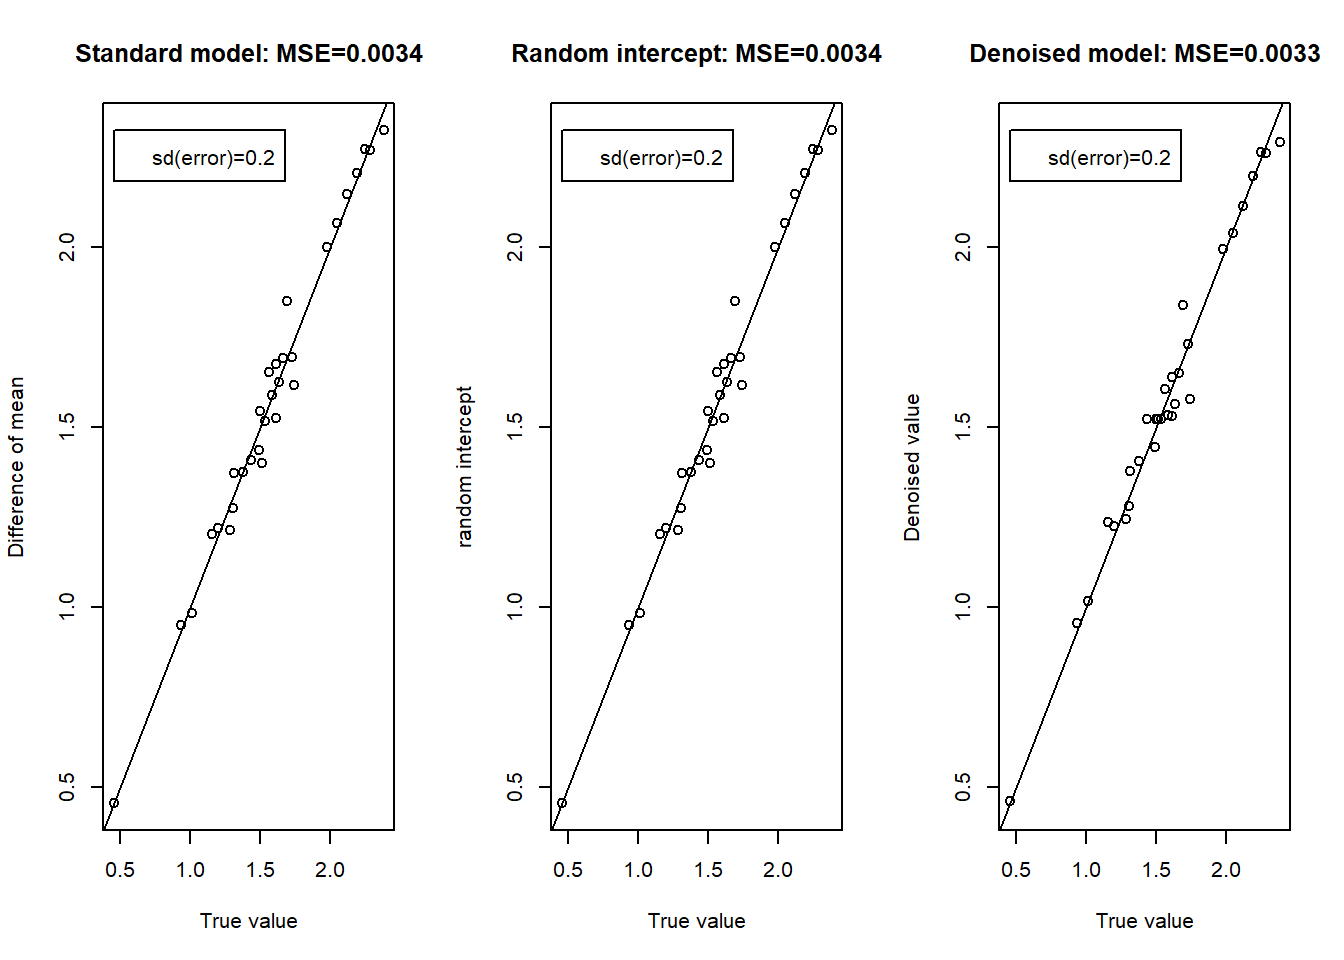 Standard model: MSE=0.0034
sd(error)=0.2
Difference of mean
2.0
1.5
1.0
0.5
0.5 1.0 1.5 2.0
True value
Random intercept: MSE=0.0034
sd(error)=0.2
random intercept
2.0
1.5
1.0
0.5
0.5 1.0 1.5 2.0
True value
Denoised model: MSE=0.0033
sd(error)=0.2
Denoised value
2.0
1.5
1.0
0.5
0.5 1.0 1.5 2.0
True value